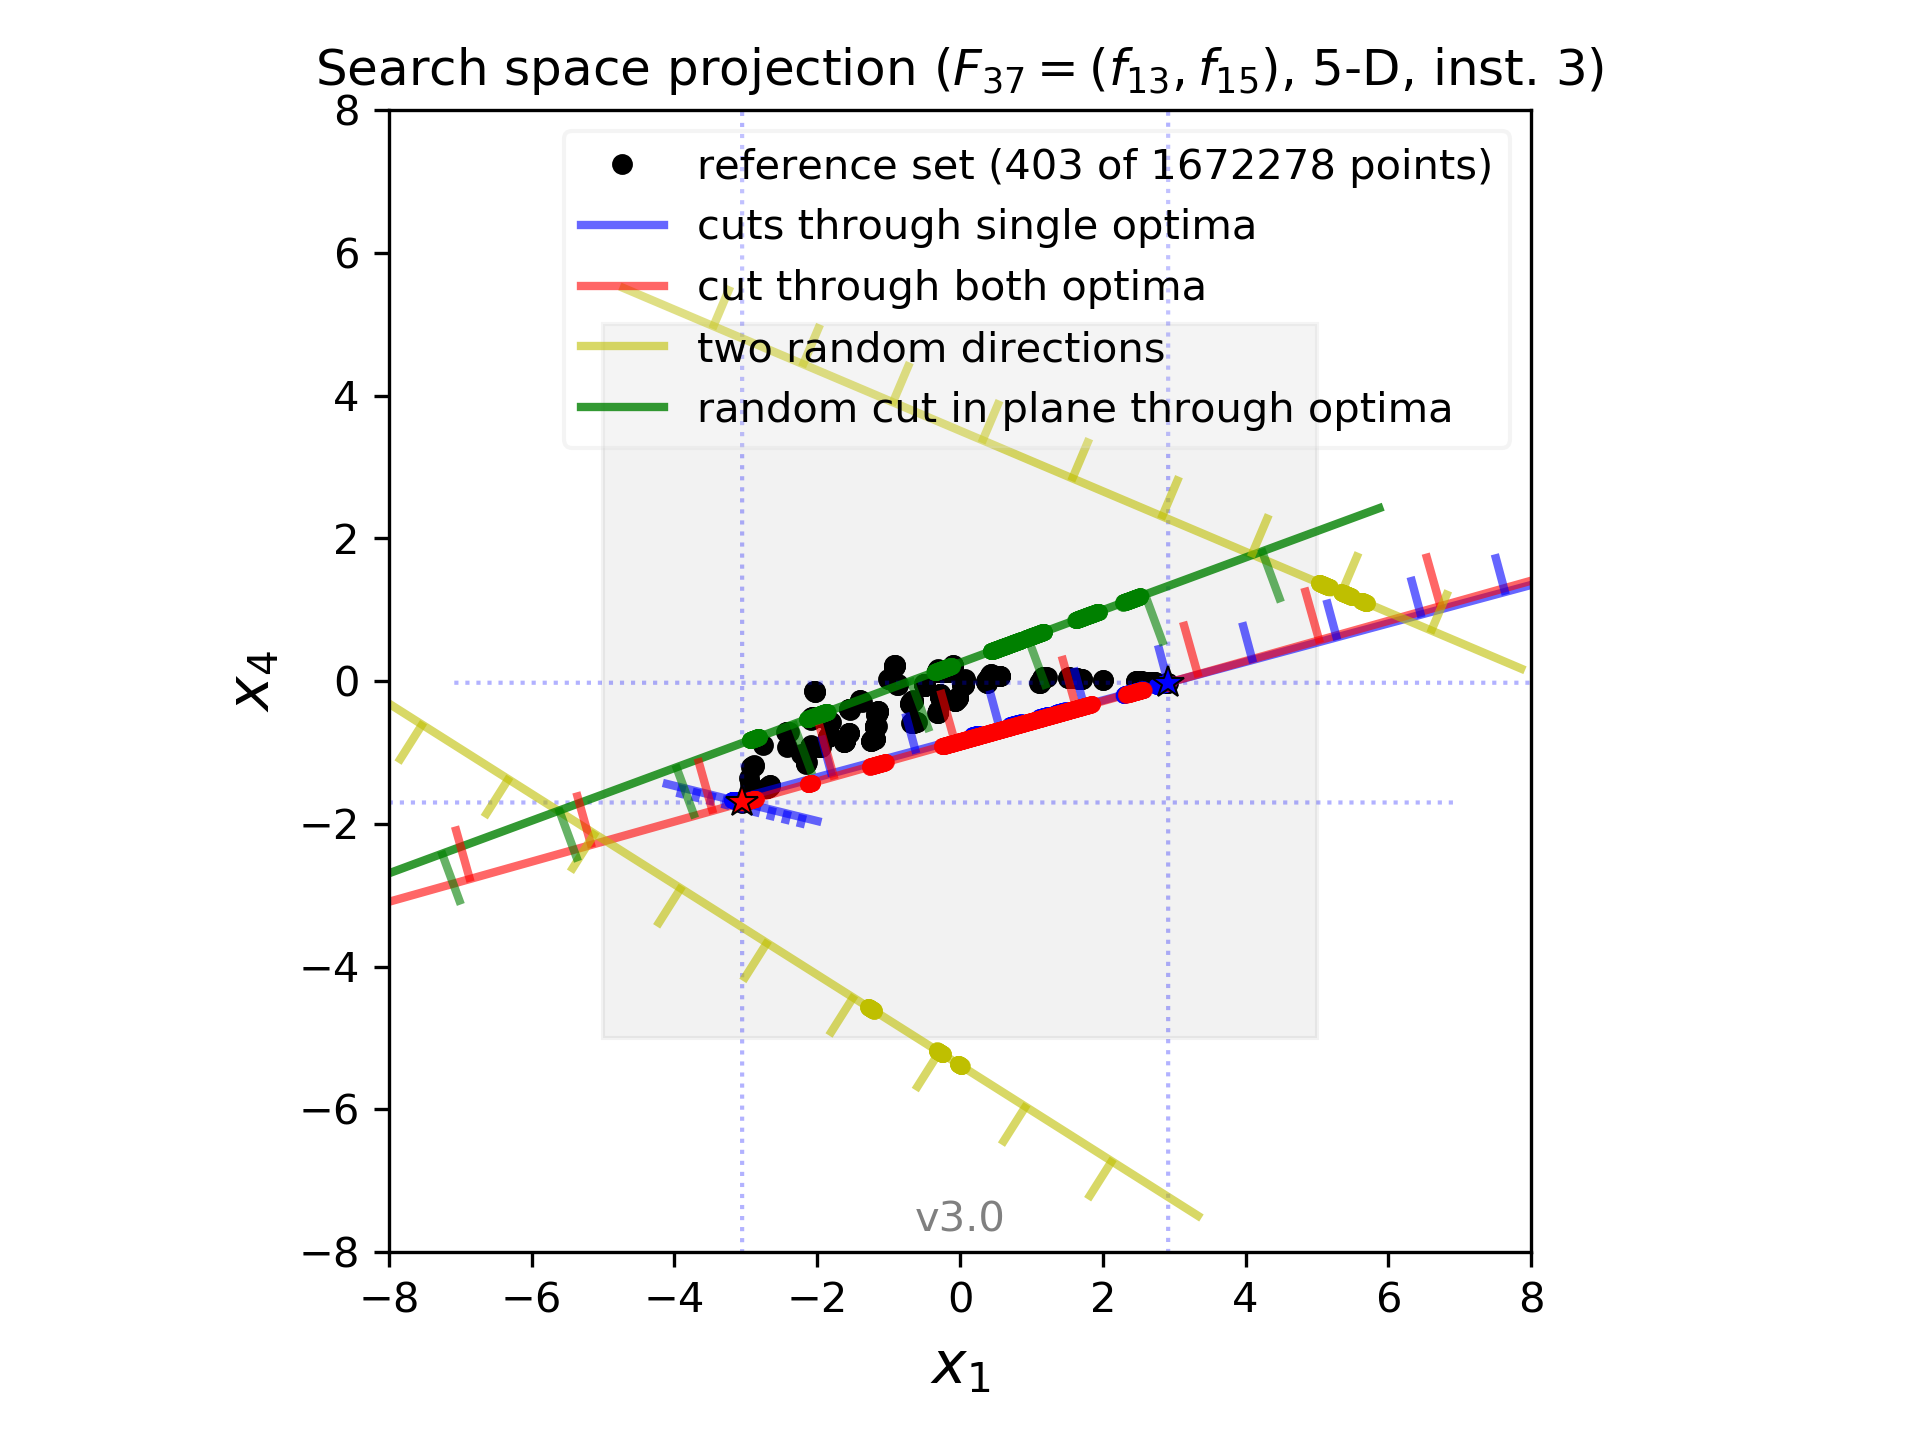 Search space projection (F37 = (f13, f15), 5-D, inst. 3)
reference set (403 of 1672278 points)
cuts through single optima
cut through both optima
two random directions
random cut in plane through optima
8
6
4
2
0
−2
−4
−6
−8
x4
v3.0
−8 −6 −4 −2 0 2 4 6 8
x1